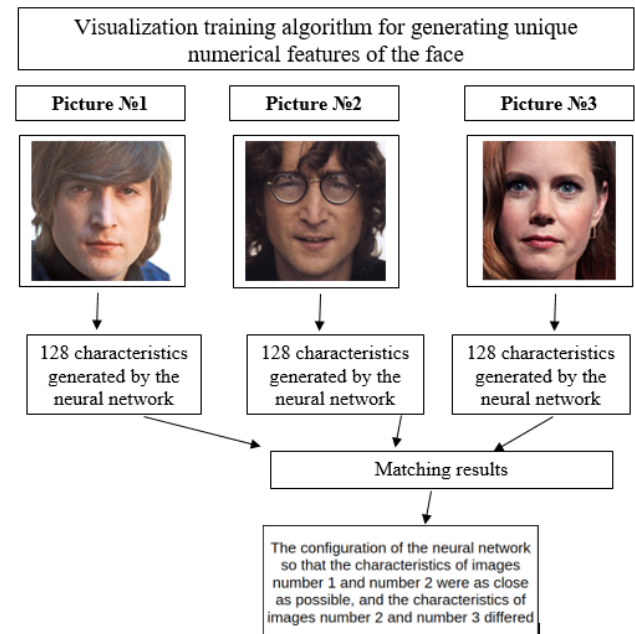 Visualization training algorithm for generating unique
numerical features of the face
Picture №1
Picture №2
Picture №3
128 characteristics
generated by the
neural network
128 characteristics
generated by the
neural network
128 characteristics
generated by the
neural network
Matching results
The configuration of the neural network
so that the characteristics of images
number 1 and number 2 were as close
as possible, and the characteristics of
images number 2 and number 3 differed